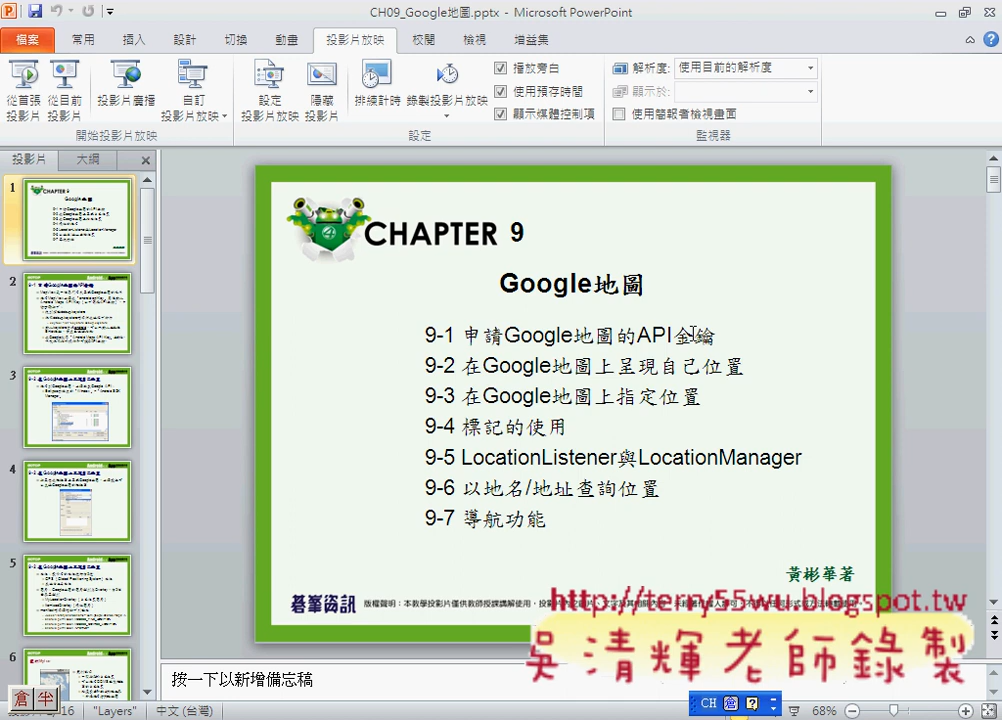 CH09_Google地圖.pptx - Microsoft PowerPoint
檔案 常用 插入 設計 切換 動畫 投影片放映 校閱 檢視 增益集
從首張投影片
從目前投影片
投影片廣播
自訂投影片放映
設定投影片放映
隱藏投影片
排練計時
錄製投影片放映
播放旁白
使用預存時間
顯示媒體控制項
解析度: 使用目前的解析度
顯示於:
使用簡報者檢視畫面
開始投影片放映 設定 監視器
投影片 大綱
1
2
3
4
5
6
CHAPTER 9
Google地圖
9-1 申請Google地圖的API金鑰
9-2 在Google地圖上呈現自己位置
9-3 在Google地圖上指定位置
9-4 標記的使用
9-5 LocationListener與LocationManager
9-6 以地名/地址查詢位置
9-7 導航功能
黃彬華著
碁峯資訊
http://terry55wu.blogspot.tw
吳清輝老師錄製
按一下以新增備忘稿
倉 半
16 "Layers" 中文 (台灣)
CH
68%